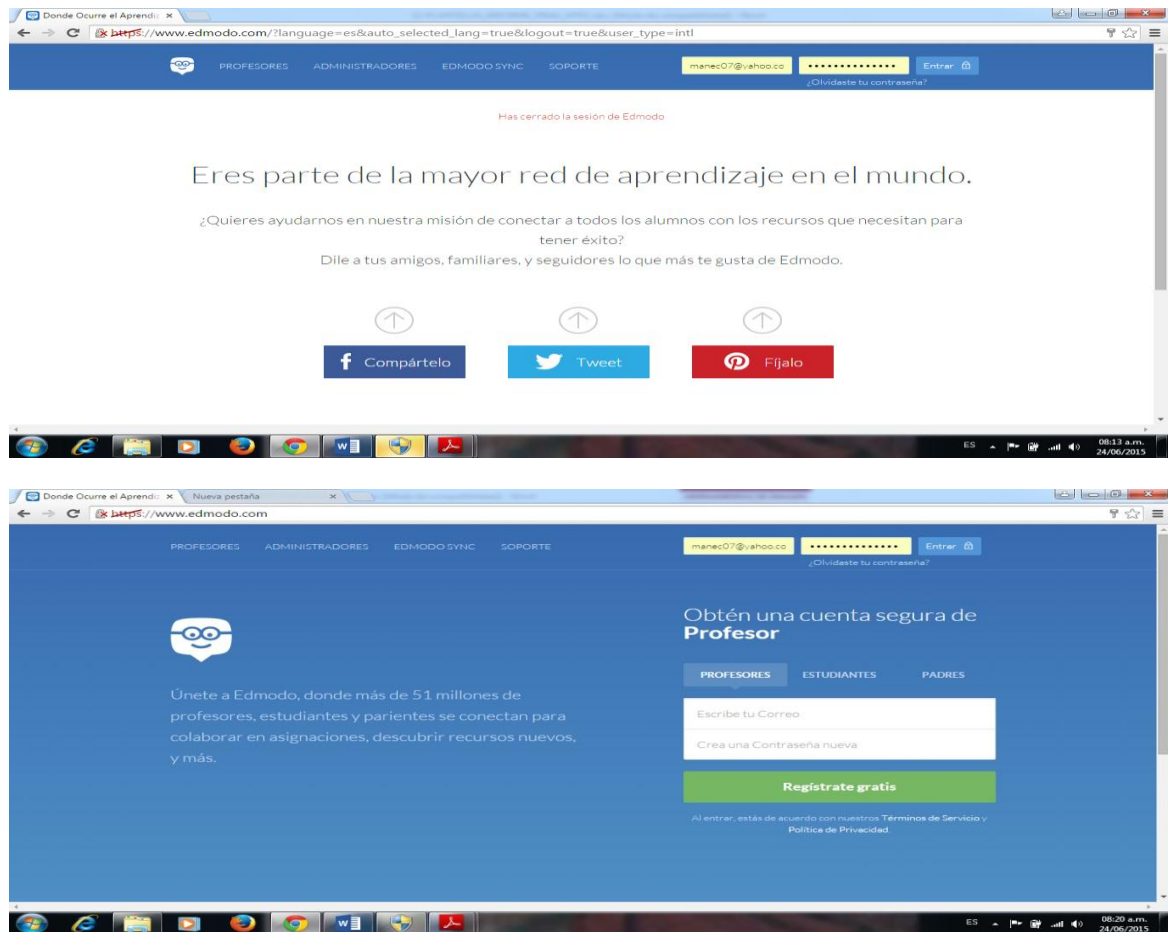 Donde Ocurre el Aprendiz
https://www.edmodo.com/?language=es&auto_selected_lang=true&logout=true&user_type=intl
PROFESORES ADMINISTRADORES EDMODO SYNC SOPORTE manec07@yahoo.co Entrar
¿Olvidaste tu contraseña?
Has cerrado la sesión de Edmodo
Eres parte de la mayor red de aprendizaje en el mundo.
¿Quieres ayudarnos en nuestra misión de conectar a todos los alumnos con los recursos que necesitan para
tener éxito?
Dile a tus amigos, familiares, y seguidores lo que más te gusta de Edmodo.
Compártelo Tweet Fíjalo
ES 08:13 a.m.
24/06/2015
Donde Ocurre el Aprendiz Nueva pestaña
https://www.edmodo.com
PROFESORES ADMINISTRADORES EDMODO SYNC SOPORTE manec07@yahoo.co Entrar
¿Olvidaste tu contraseña?
Obtén una cuenta segura de
Profesor
PROFESORES ESTUDIANTES PADRES
Únete a Edmodo, donde más de 51 millones de
profesores, estudiantes y parientes se conectan para
colaborar en asignaciones, descubrir recursos nuevos,
y más.
Escribe tu Correo
Crea una Contraseña nueva
Regístrate gratis
Al entrar, estás de acuerdo con nuestros Términos de Servicio y
Política de Privacidad.
ES 08:20 a.m.
24/06/2015